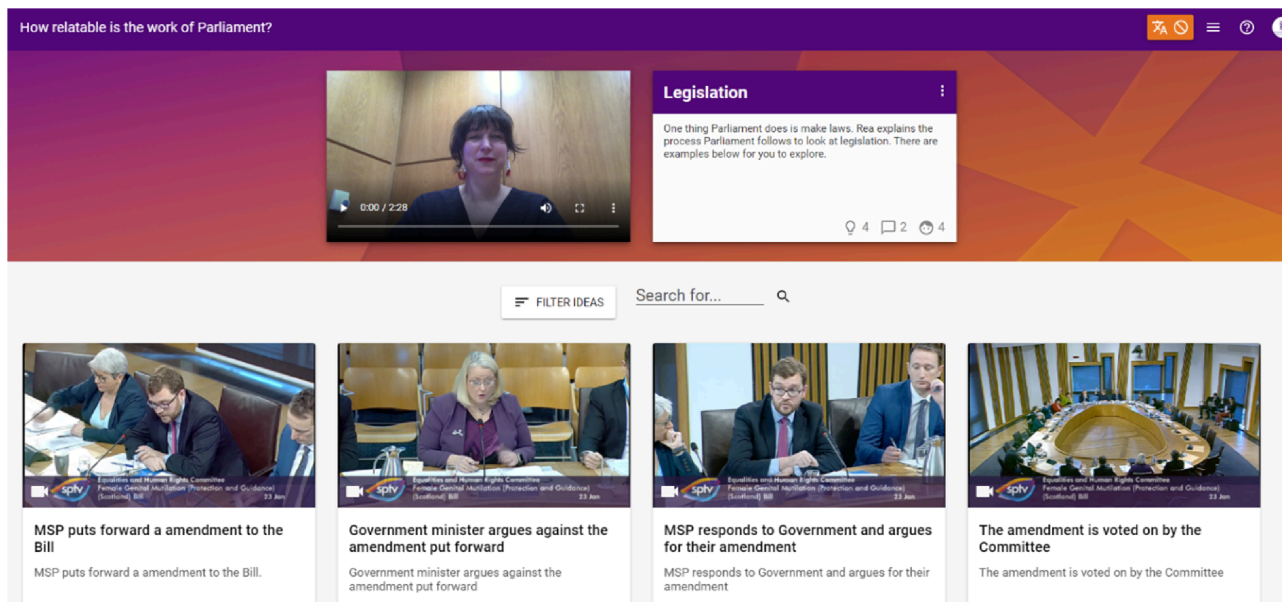 How relatable is the work of Parliament?
0:00 / 2:28
Legislation
One thing Parliament does is make laws. Rea explains the
process Parliament follows to look at legislation. There are
examples below for you to explore.
4 2 4
FILTER IDEAS
Search for...
sptv
Equalities and Human Rights Committee
Female Genital Mutilation (Protection and Guidance)
(Scotland) Bill 23 Jan
MSP puts forward a amendment to the
Bill
MSP puts forward a amendment to the Bill.
sptv
Equalities and Human Rights Committee
Female Genital Mutilation (Protection and Guidance)
(Scotland) Bill 23 Jan
Government minister argues against the
amendment put forward
Government minister argues against the
amendment put forward
sptv
Equalities and Human Rights Committee
Female Genital Mutilation (Protection and Guidance)
(Scotland) Bill 23 Jan
MSP responds to Government and argues
for their amendment
MSP responds to Government and argues for their
amendment
sptv
Equalities and Human Rights Committee
Female Genital Mutilation (Protection and Guidance)
(Scotland) Bill 23 Jan
The amendment is voted on by the
Committee
The amendment is voted on by the Committee